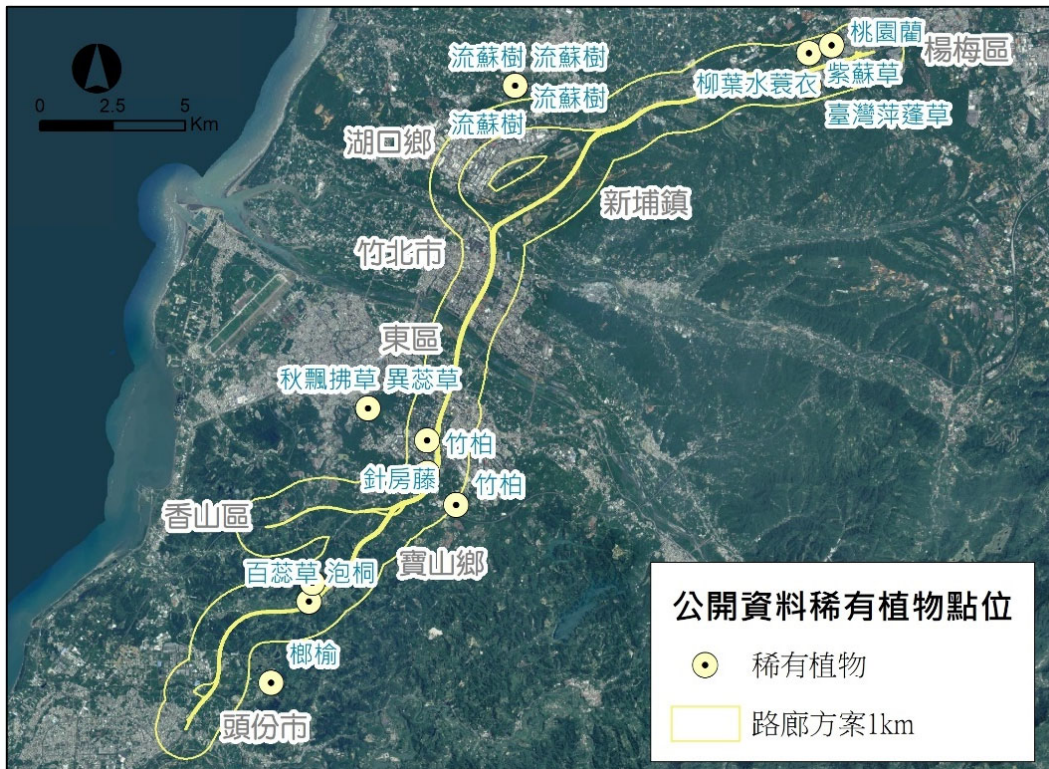 桃園藺
楊梅區
流蘇樹 流蘇樹
柳葉水蓑衣 紫蘇草
流蘇樹
臺灣萍蓬草
流蘇樹
0 2.5 5
Km
湖口鄉
新埔鎮
竹北市
東區
秋飄拂草 異蕊草
竹柏
針房藤
竹柏
香山區
寶山鄉
百蕊草 泡桐
榔榆
頭份市
公開資料稀有植物點位
稀有植物
路廊方案1km